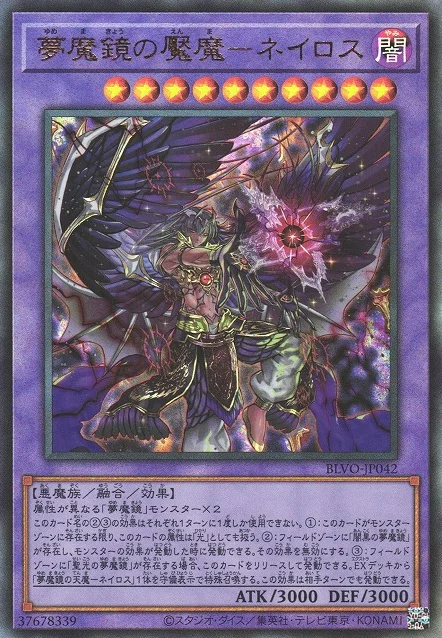 夢魔鏡の魘魔－ネイロス
闇
BLVO-JP042
【悪魔族／融合／効果】
属性が異なる「夢魔鏡」モンスター×２
このカード名の②③の効果はそれぞれ１ターンに１度しか使用できない。①：このカードがモンスター
ゾーンに存在する限り、このカードの属性は「光」としても扱う。②：フィールドゾーンに「闇黒の夢魔鏡」
が存在し、モンスターの効果が発動した時に発動できる。その効果を無効にする。③：フィールド
ゾーンに「聖光の夢魔鏡」が存在する場合、このカードをリリースして発動できる。EXデッキから
「夢魔鏡の天魔－ネイロス」１体を守備表示で特殊召喚する。この効果は相手ターンでも発動できる。
ATK/3000 DEF/3000
37678339 ©スタジオ・ダイス／集英社・テレビ東京・KONAMI